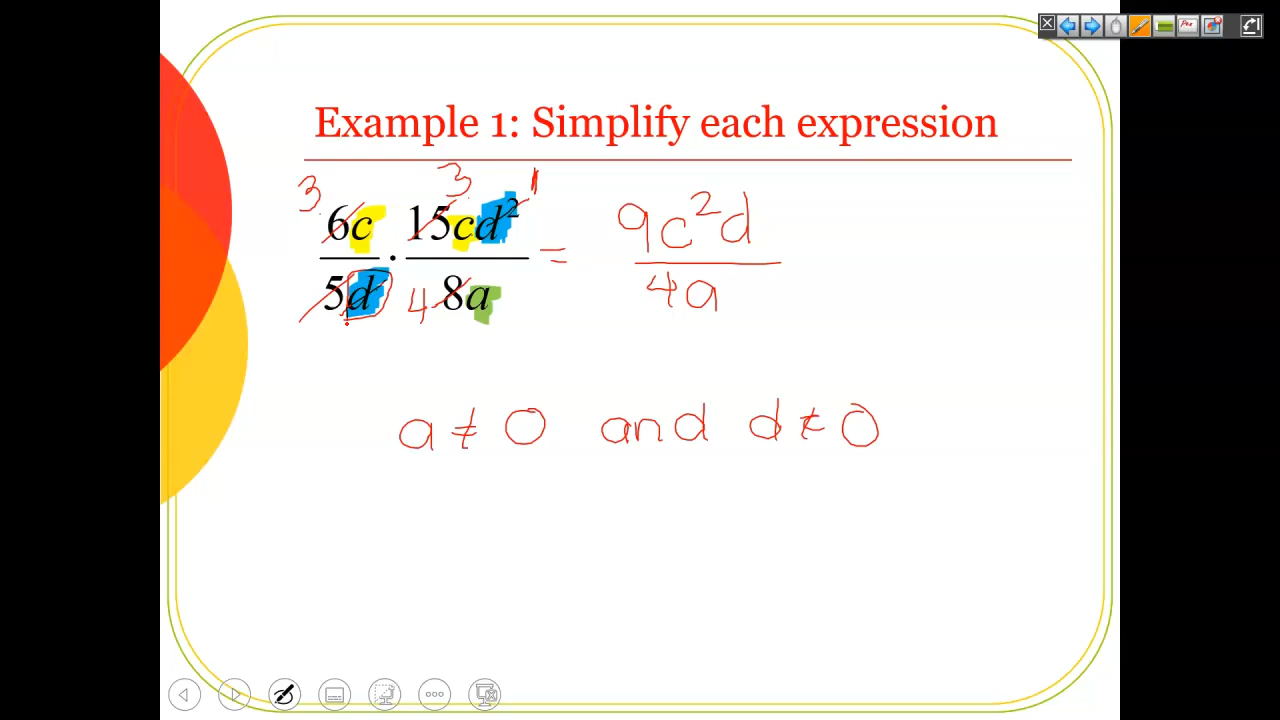 Example 1: Simplify each expression
3 3 1
6c/5d · 15cd²/8a = 9c²d/4a
4
a ≠ 0 and d ≠ 0